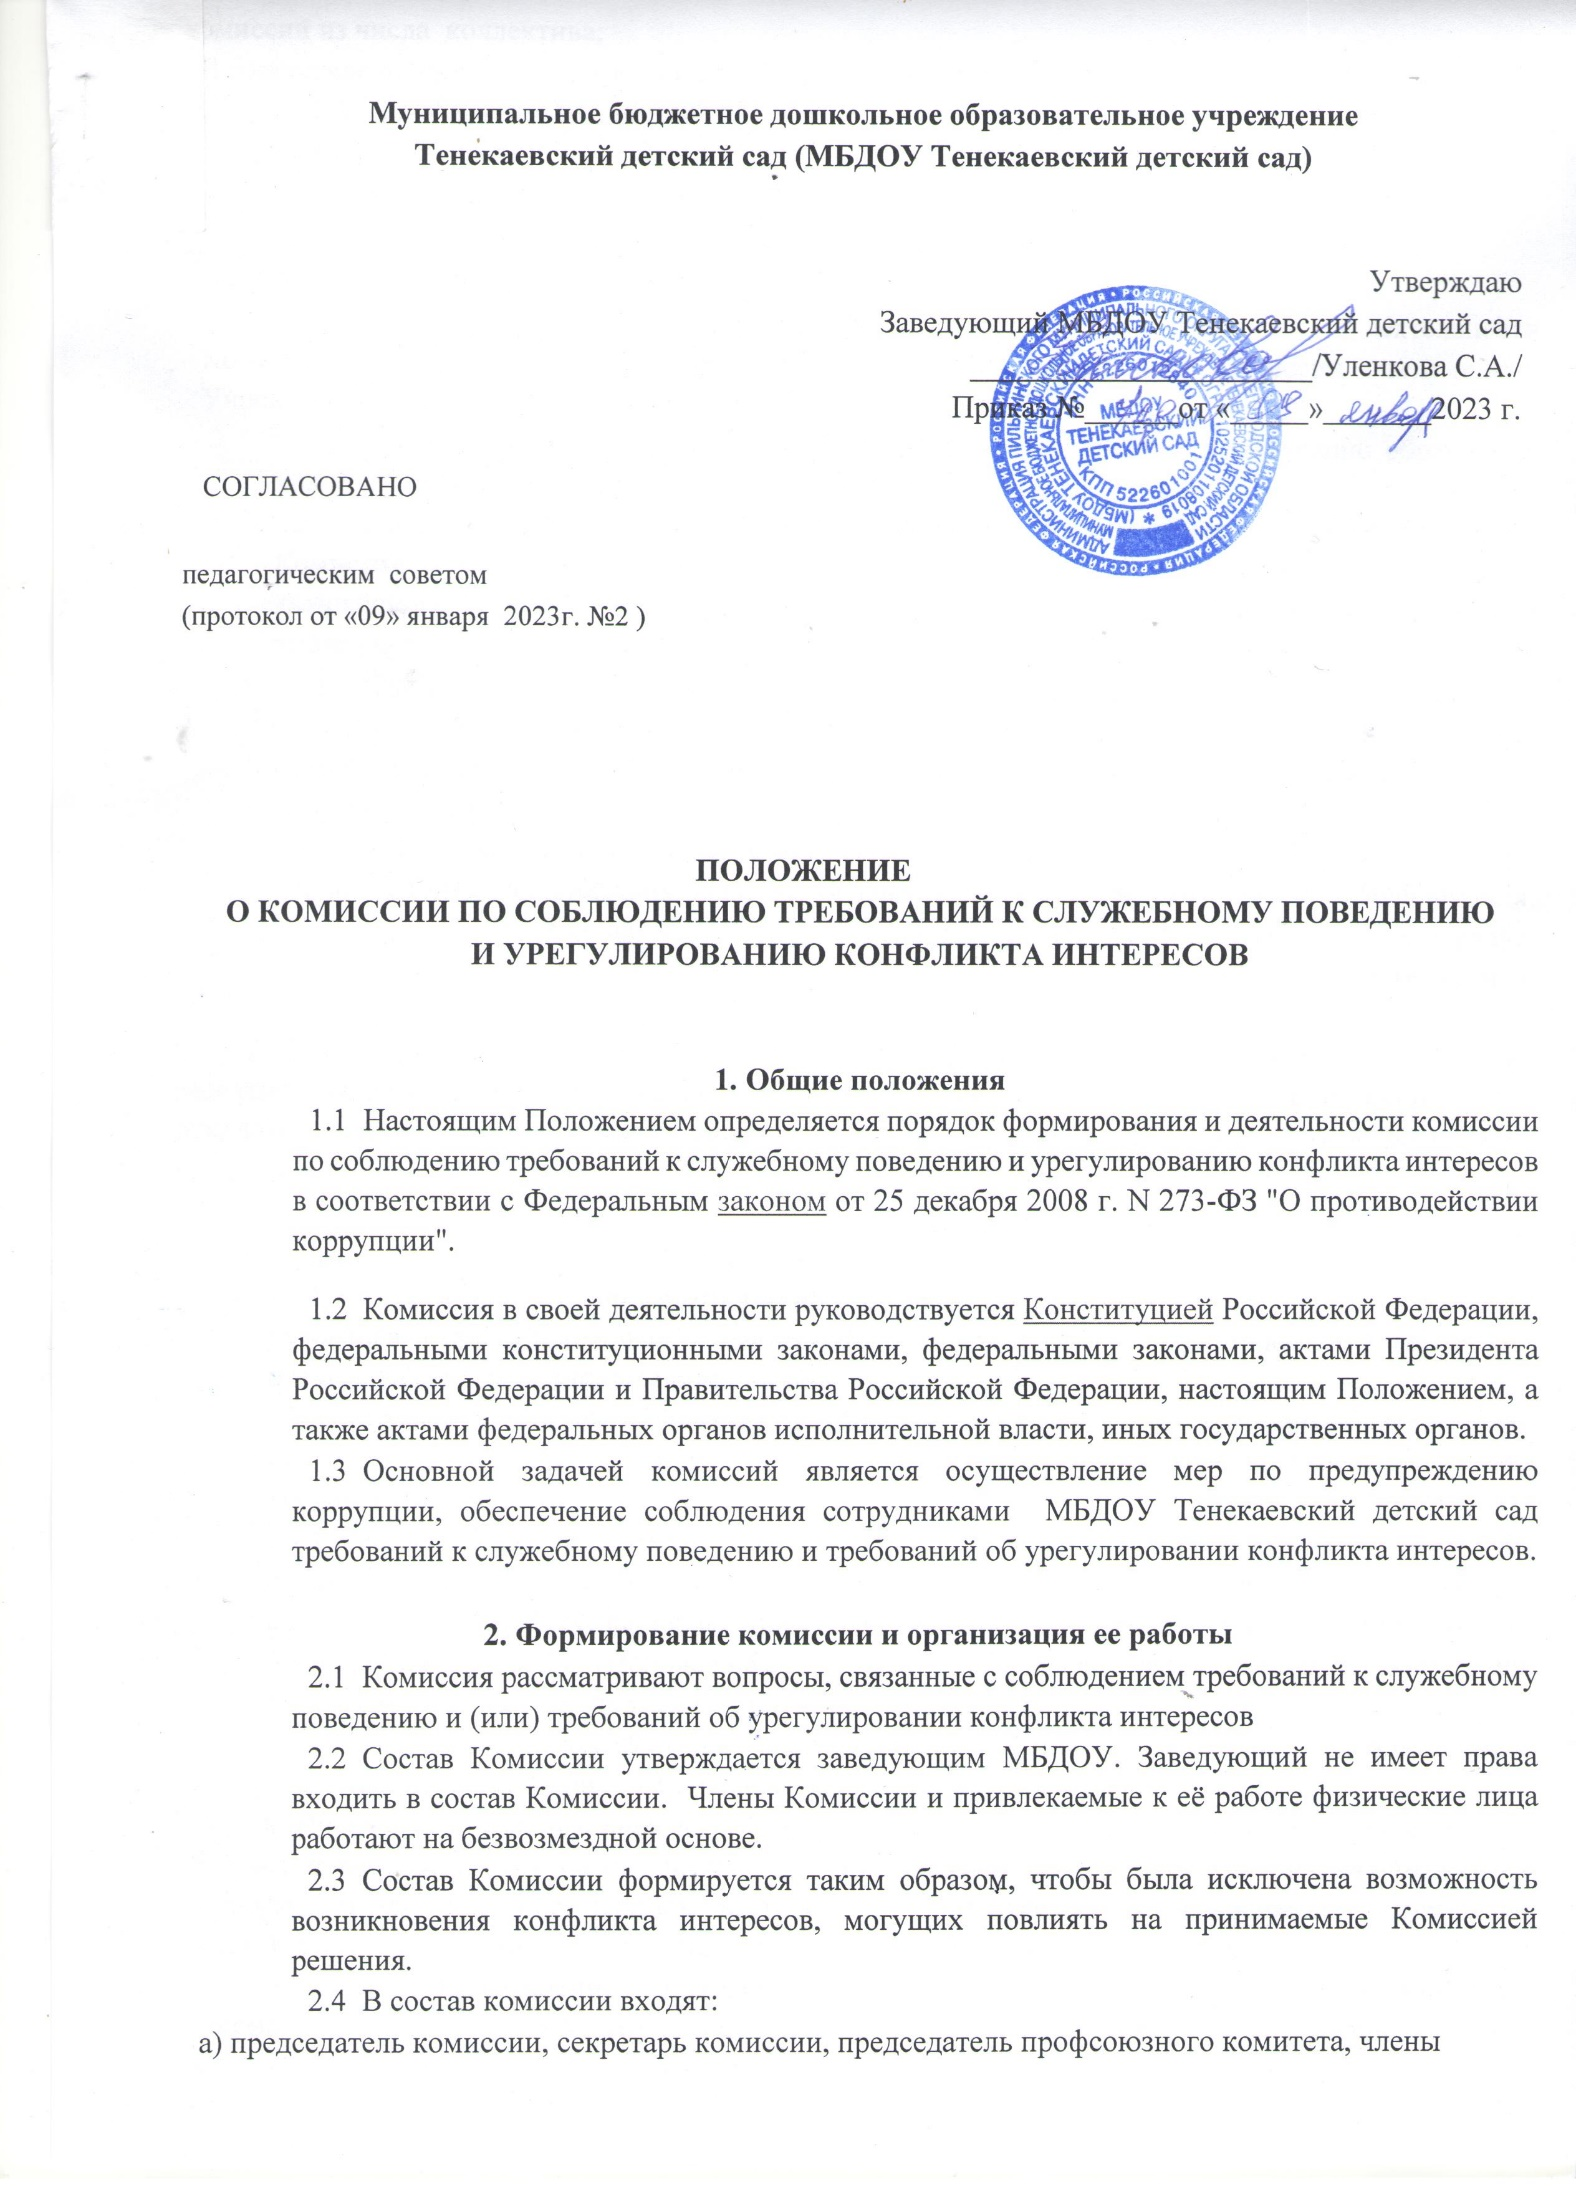 Муниципальное бюджетное дошкольное образовательное учреждение
Тенекаевский детский сад (МБДОУ Тенекаевский детский сад)
Утверждаю
Заведующий МБДОУ Тенекаевский детский сад
/Уленкова С.А./
Приказ №______от «_____»_______2023 г.
января
МБДОУ
ТЕНЕКАЕВСКИЙ
ДЕТСКИЙ САД
КПП 522601001
СОГЛАСОВАНО
педагогическим советом
(протокол от «09» января 2023г. №2 )
ПОЛОЖЕНИЕ
О КОМИССИИ ПО СОБЛЮДЕНИЮ ТРЕБОВАНИЙ К СЛУЖЕБНОМУ ПОВЕДЕНИЮ
И УРЕГУЛИРОВАНИЮ КОНФЛИКТА ИНТЕРЕСОВ
1. Общие положения
1.1 Настоящим Положением определяется порядок формирования и деятельности комиссии
по соблюдению требований к служебному поведению и урегулированию конфликта интересов
в соответствии с Федеральным законом от 25 декабря 2008 г. N 273-ФЗ "О противодействии
коррупции".
1.2 Комиссия в своей деятельности руководствуется Конституцией Российской Федерации,
федеральными конституционными законами, федеральными законами, актами Президента
Российской Федерации и Правительства Российской Федерации, настоящим Положением, а
также актами федеральных органов исполнительной власти, иных государственных органов.
1.3 Основной задачей комиссий является осуществление мер по предупреждению
коррупции, обеспечение соблюдения сотрудниками МБДОУ Тенекаевский детский сад
требований к служебному поведению и требований об урегулировании конфликта интересов.
2. Формирование комиссии и организация ее работы
2.1 Комиссия рассматривают вопросы, связанные с соблюдением требований к служебному
поведению и (или) требований об урегулировании конфликта интересов
2.2 Состав Комиссии утверждается заведующим МБДОУ. Заведующий не имеет права
входить в состав Комиссии. Члены Комиссии и привлекаемые к её работе физические лица
работают на безвозмездной основе.
2.3 Состав Комиссии формируется таким образом, чтобы была исключена возможность
возникновения конфликта интересов, могущих повлиять на принимаемые Комиссией
решения.
2.4 В состав комиссии входят:
а) председатель комиссии, секретарь комиссии, председатель профсоюзного комитета, члены